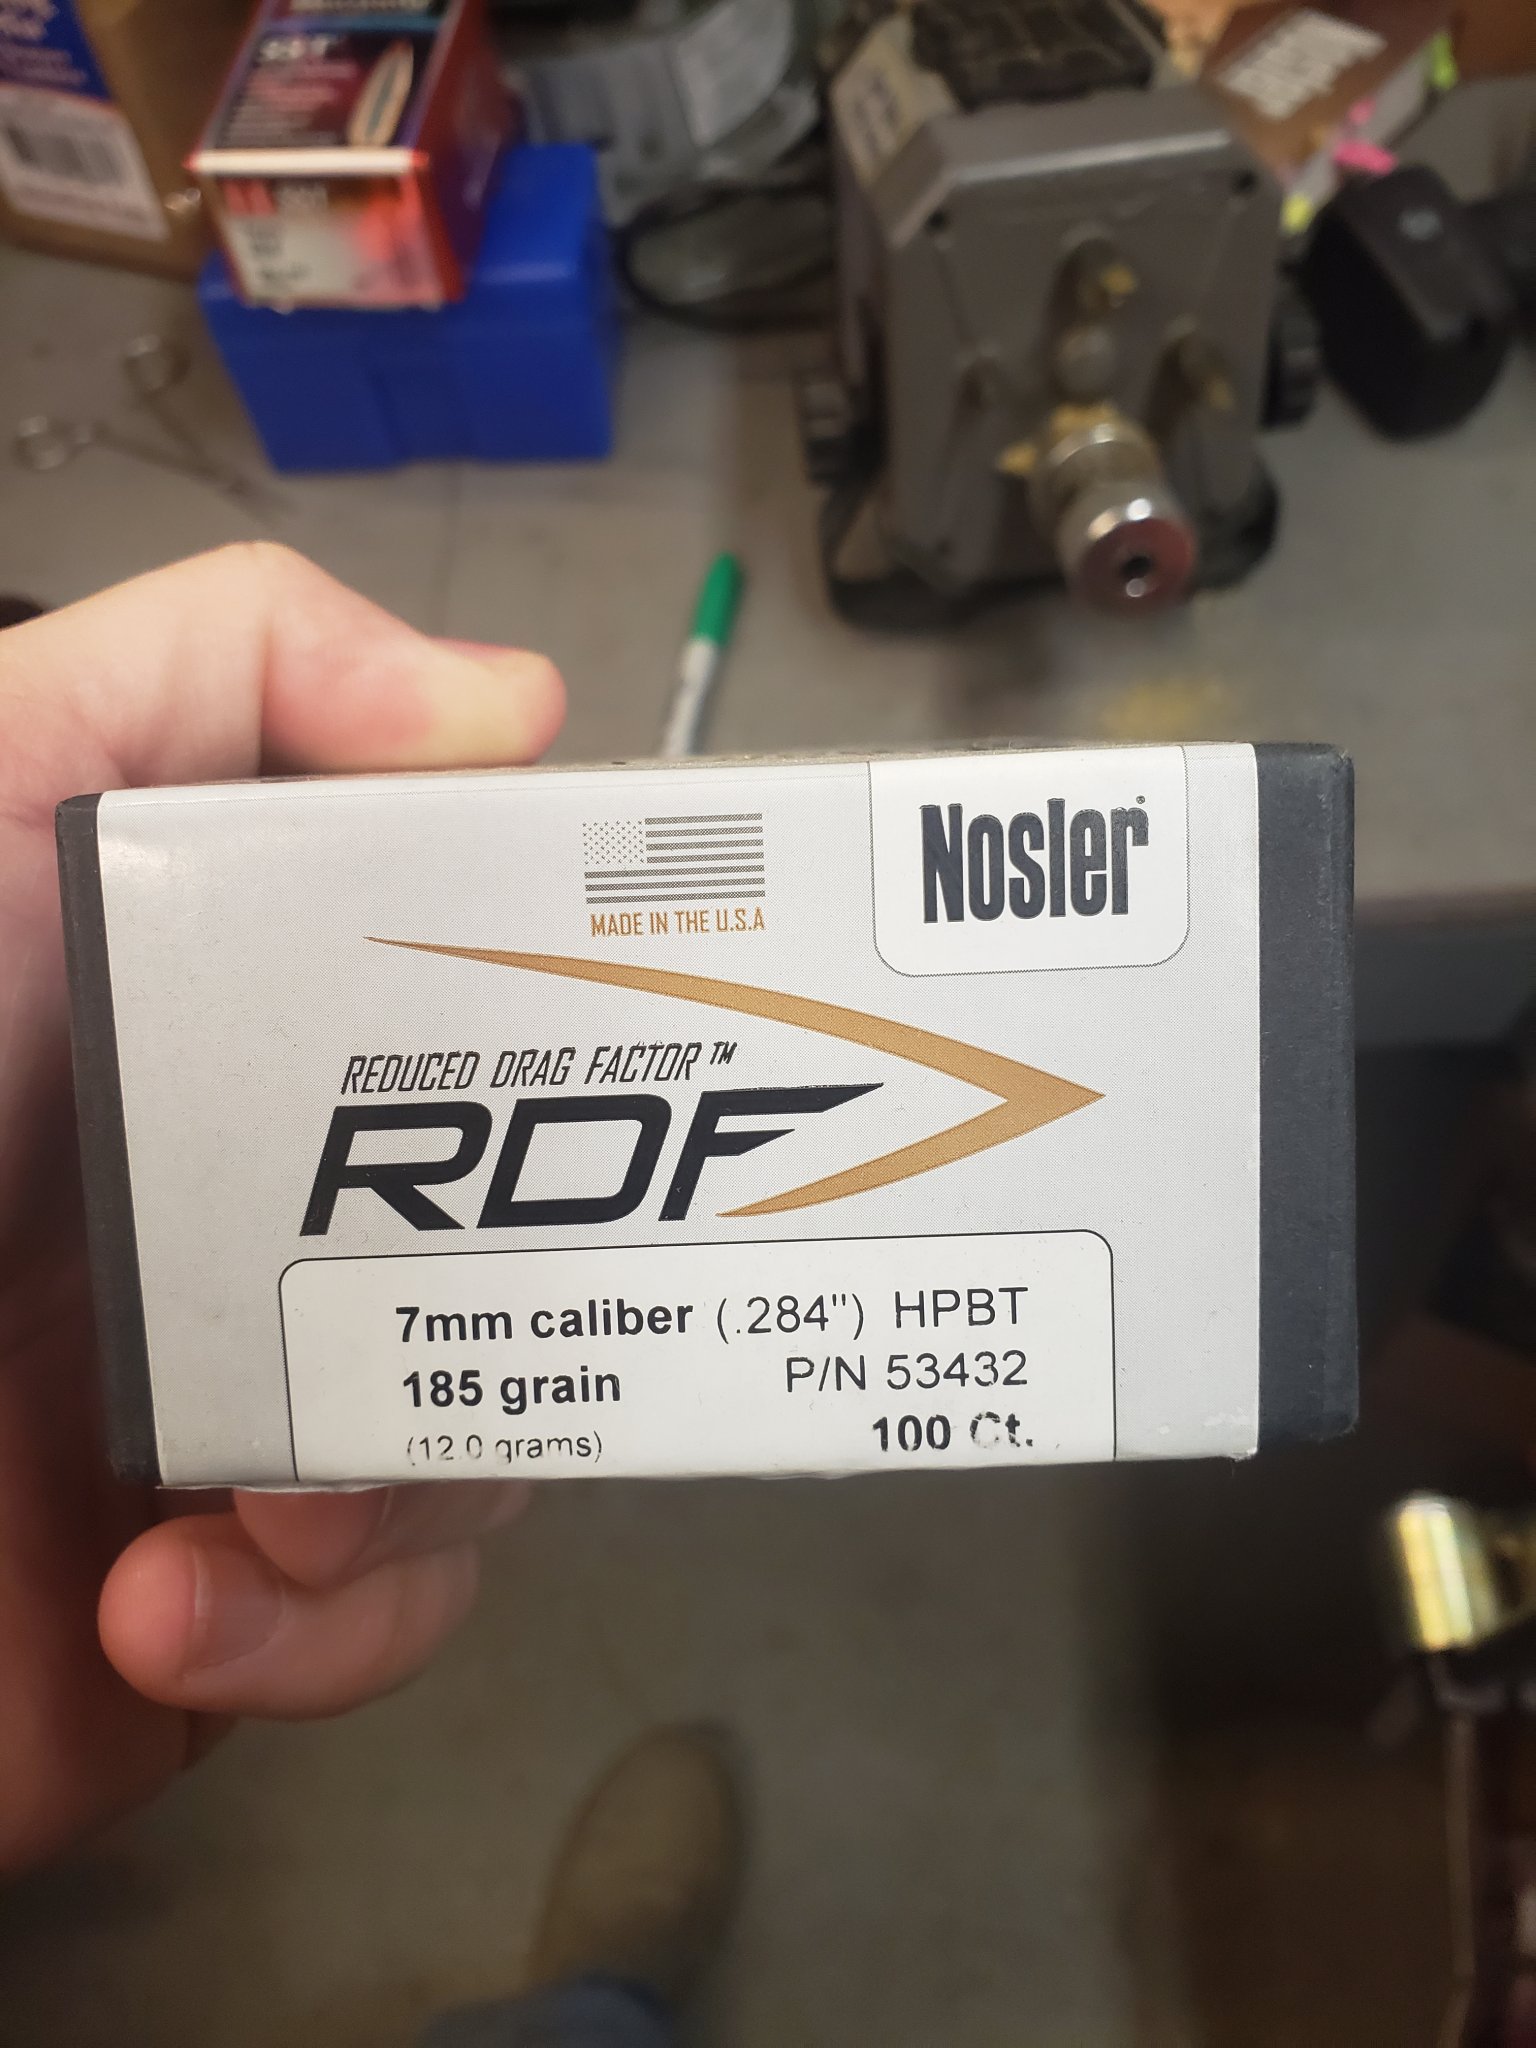 SST
Nosler®
MADE IN THE U.S.A
REDUCED DRAG FACTOR™
RDF
7mm caliber (.284") HPBT
185 grain P/N 53432
(12.0 grams) 100 Ct.